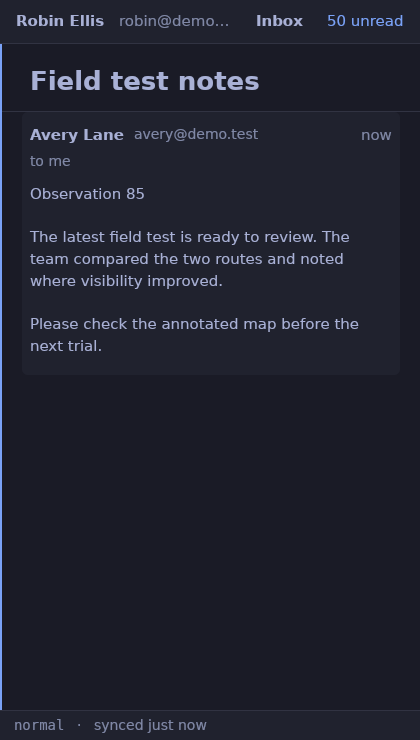 Robin Ellis robin@demo... Inbox 50 unread
Field test notes
Avery Lane avery@demo.test now
to me
Observation 85
The latest field test is ready to review. The
team compared the two routes and noted
where visibility improved.
Please check the annotated map before the
next trial.
normal · synced just now